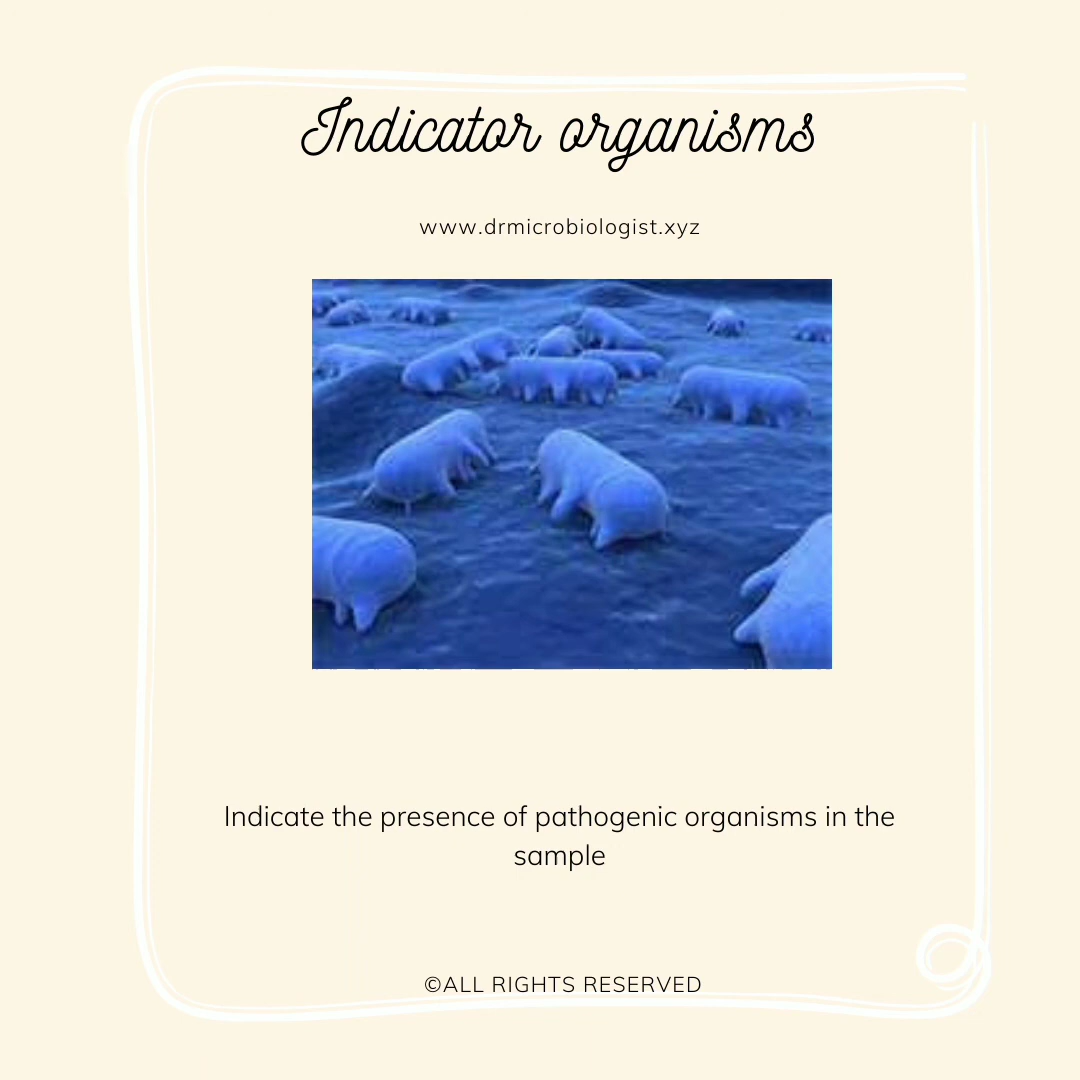 Indicator organisms
www.drmicrobiologist.xyz
Indicate the presence of pathogenic organisms in the
sample
©ALL RIGHTS RESERVED